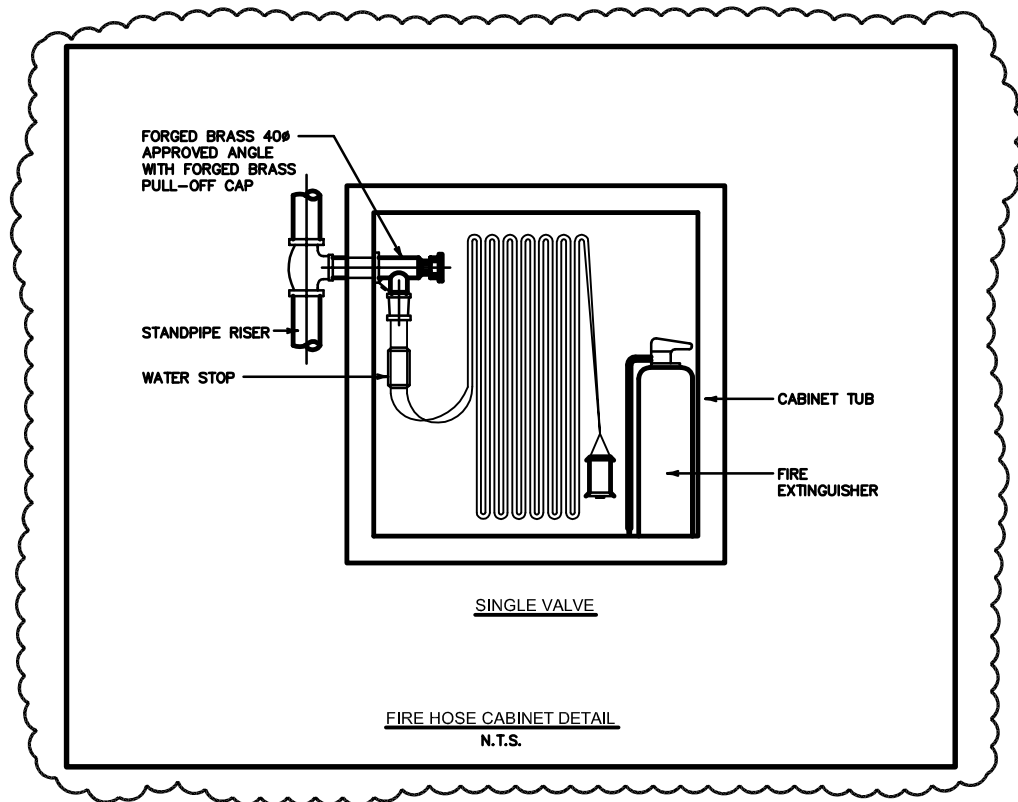 FORGED BRASS 40ø
APPROVED ANGLE
WITH FORGED BRASS
PULL-OFF CAP
STANDPIPE RISER
WATER STOP
CABINET TUB
FIRE
EXTINGUISHER
SINGLE VALVE
FIRE HOSE CABINET DETAIL
N.T.S.